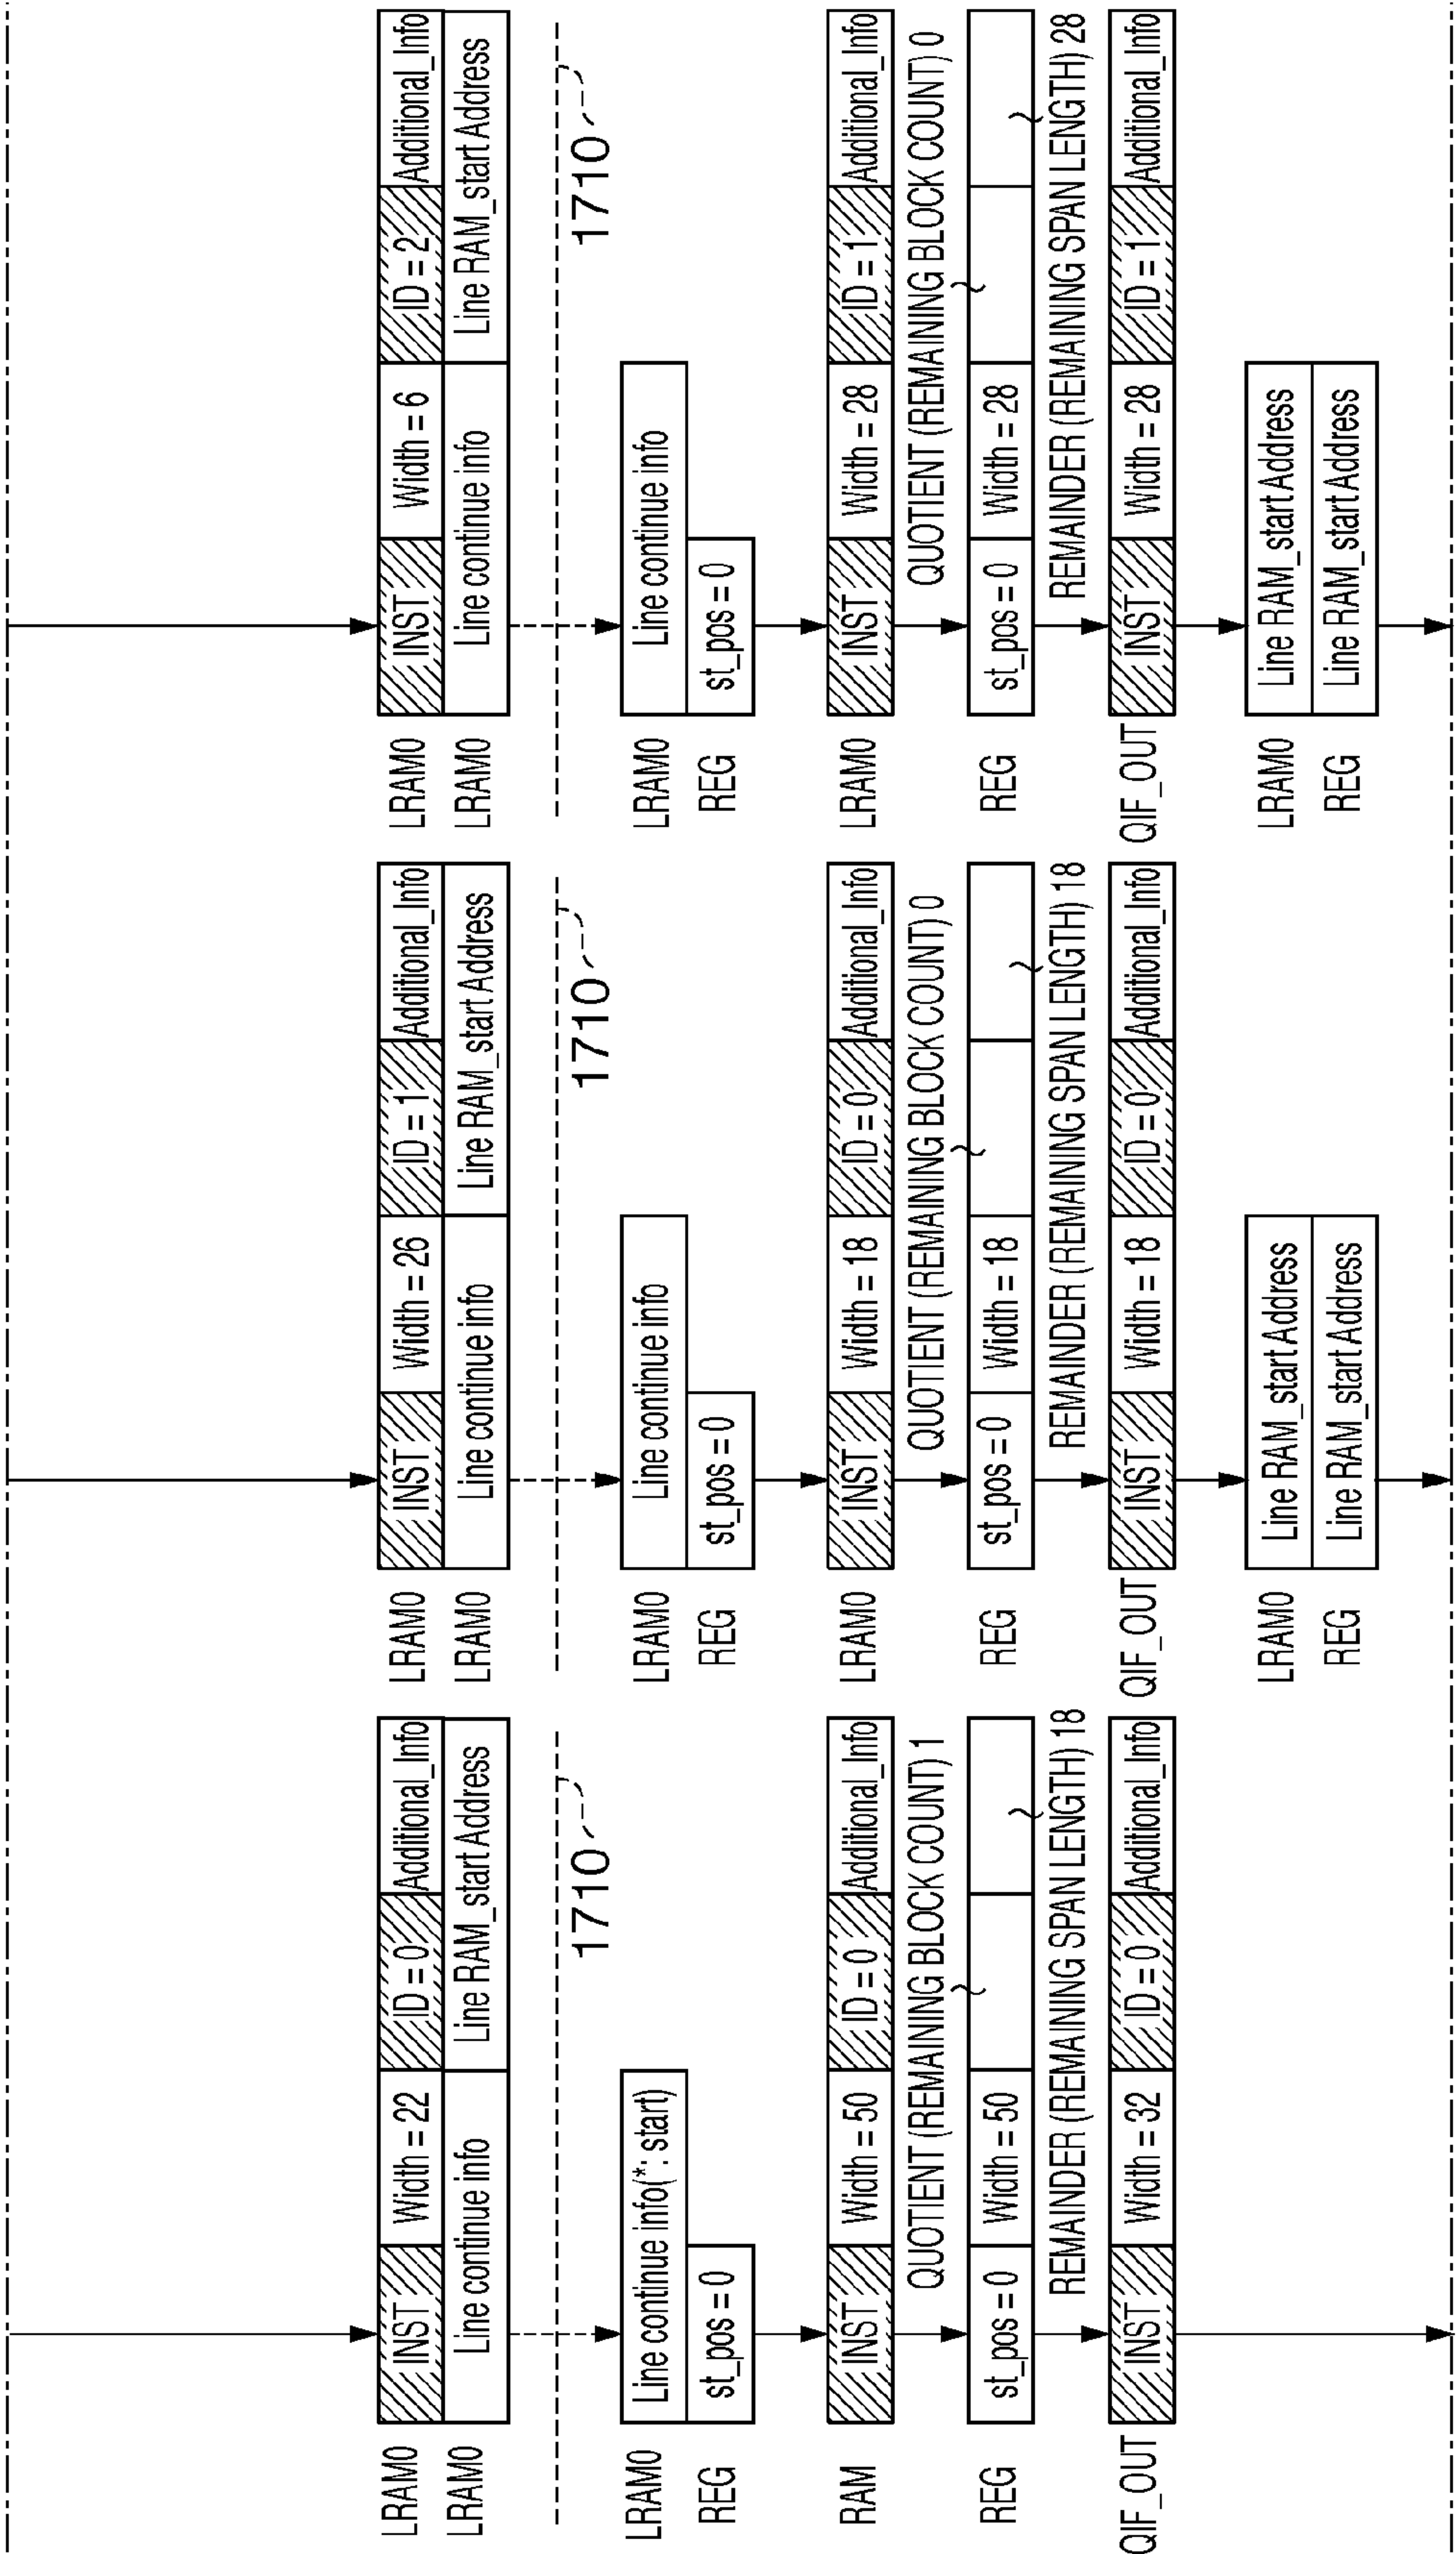 LRAM0 INST Width = 22 ID = 0 Additional_Info
LRAM0 Line continue info Line RAM_start Address
1710
LRAM0 Line continue info(*: start)
REG st_pos = 0
RAM INST Width = 50 ID = 0 Additional_Info
QUOTIENT (REMAINING BLOCK COUNT) 1
REG st_pos = 0 Width = 50
REMAINDER (REMAINING SPAN LENGTH) 18
QIF_OUT INST Width = 32 ID = 0 Additional_Info
LRAM0 INST Width = 26 ID = 1 Additional_Info
LRAM0 Line continue info Line RAM_start Address
1710
LRAM0 Line continue info
REG st_pos = 0
LRAM0 INST Width = 18 ID = 0 Additional_Info
QUOTIENT (REMAINING BLOCK COUNT) 0
REG st_pos = 0 Width = 18
REMAINDER (REMAINING SPAN LENGTH) 18
QIF_OUT INST Width = 18 ID = 0 Additional_Info
LRAM0 Line RAM_start Address
REG Line RAM_start Address
LRAM0 INST Width = 6 ID = 2 Additional_Info
LRAM0 Line continue info Line RAM_start Address
1710
LRAM0 Line continue info
REG st_pos = 0
LRAM0 INST Width = 28 ID = 1 Additional_Info
QUOTIENT (REMAINING BLOCK COUNT) 0
REG st_pos = 0 Width = 28
REMAINDER (REMAINING SPAN LENGTH) 28
QIF_OUT INST Width = 28 ID = 1 Additional_Info
LRAM0 Line RAM_start Address
REG Line RAM_start Address